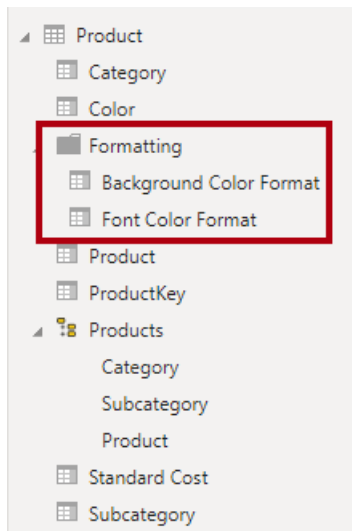 Product
Category
Color
Formatting
Background Color Format
Font Color Format
Product
ProductKey
Products
Category
Subcategory
Product
Standard Cost
Subcategory